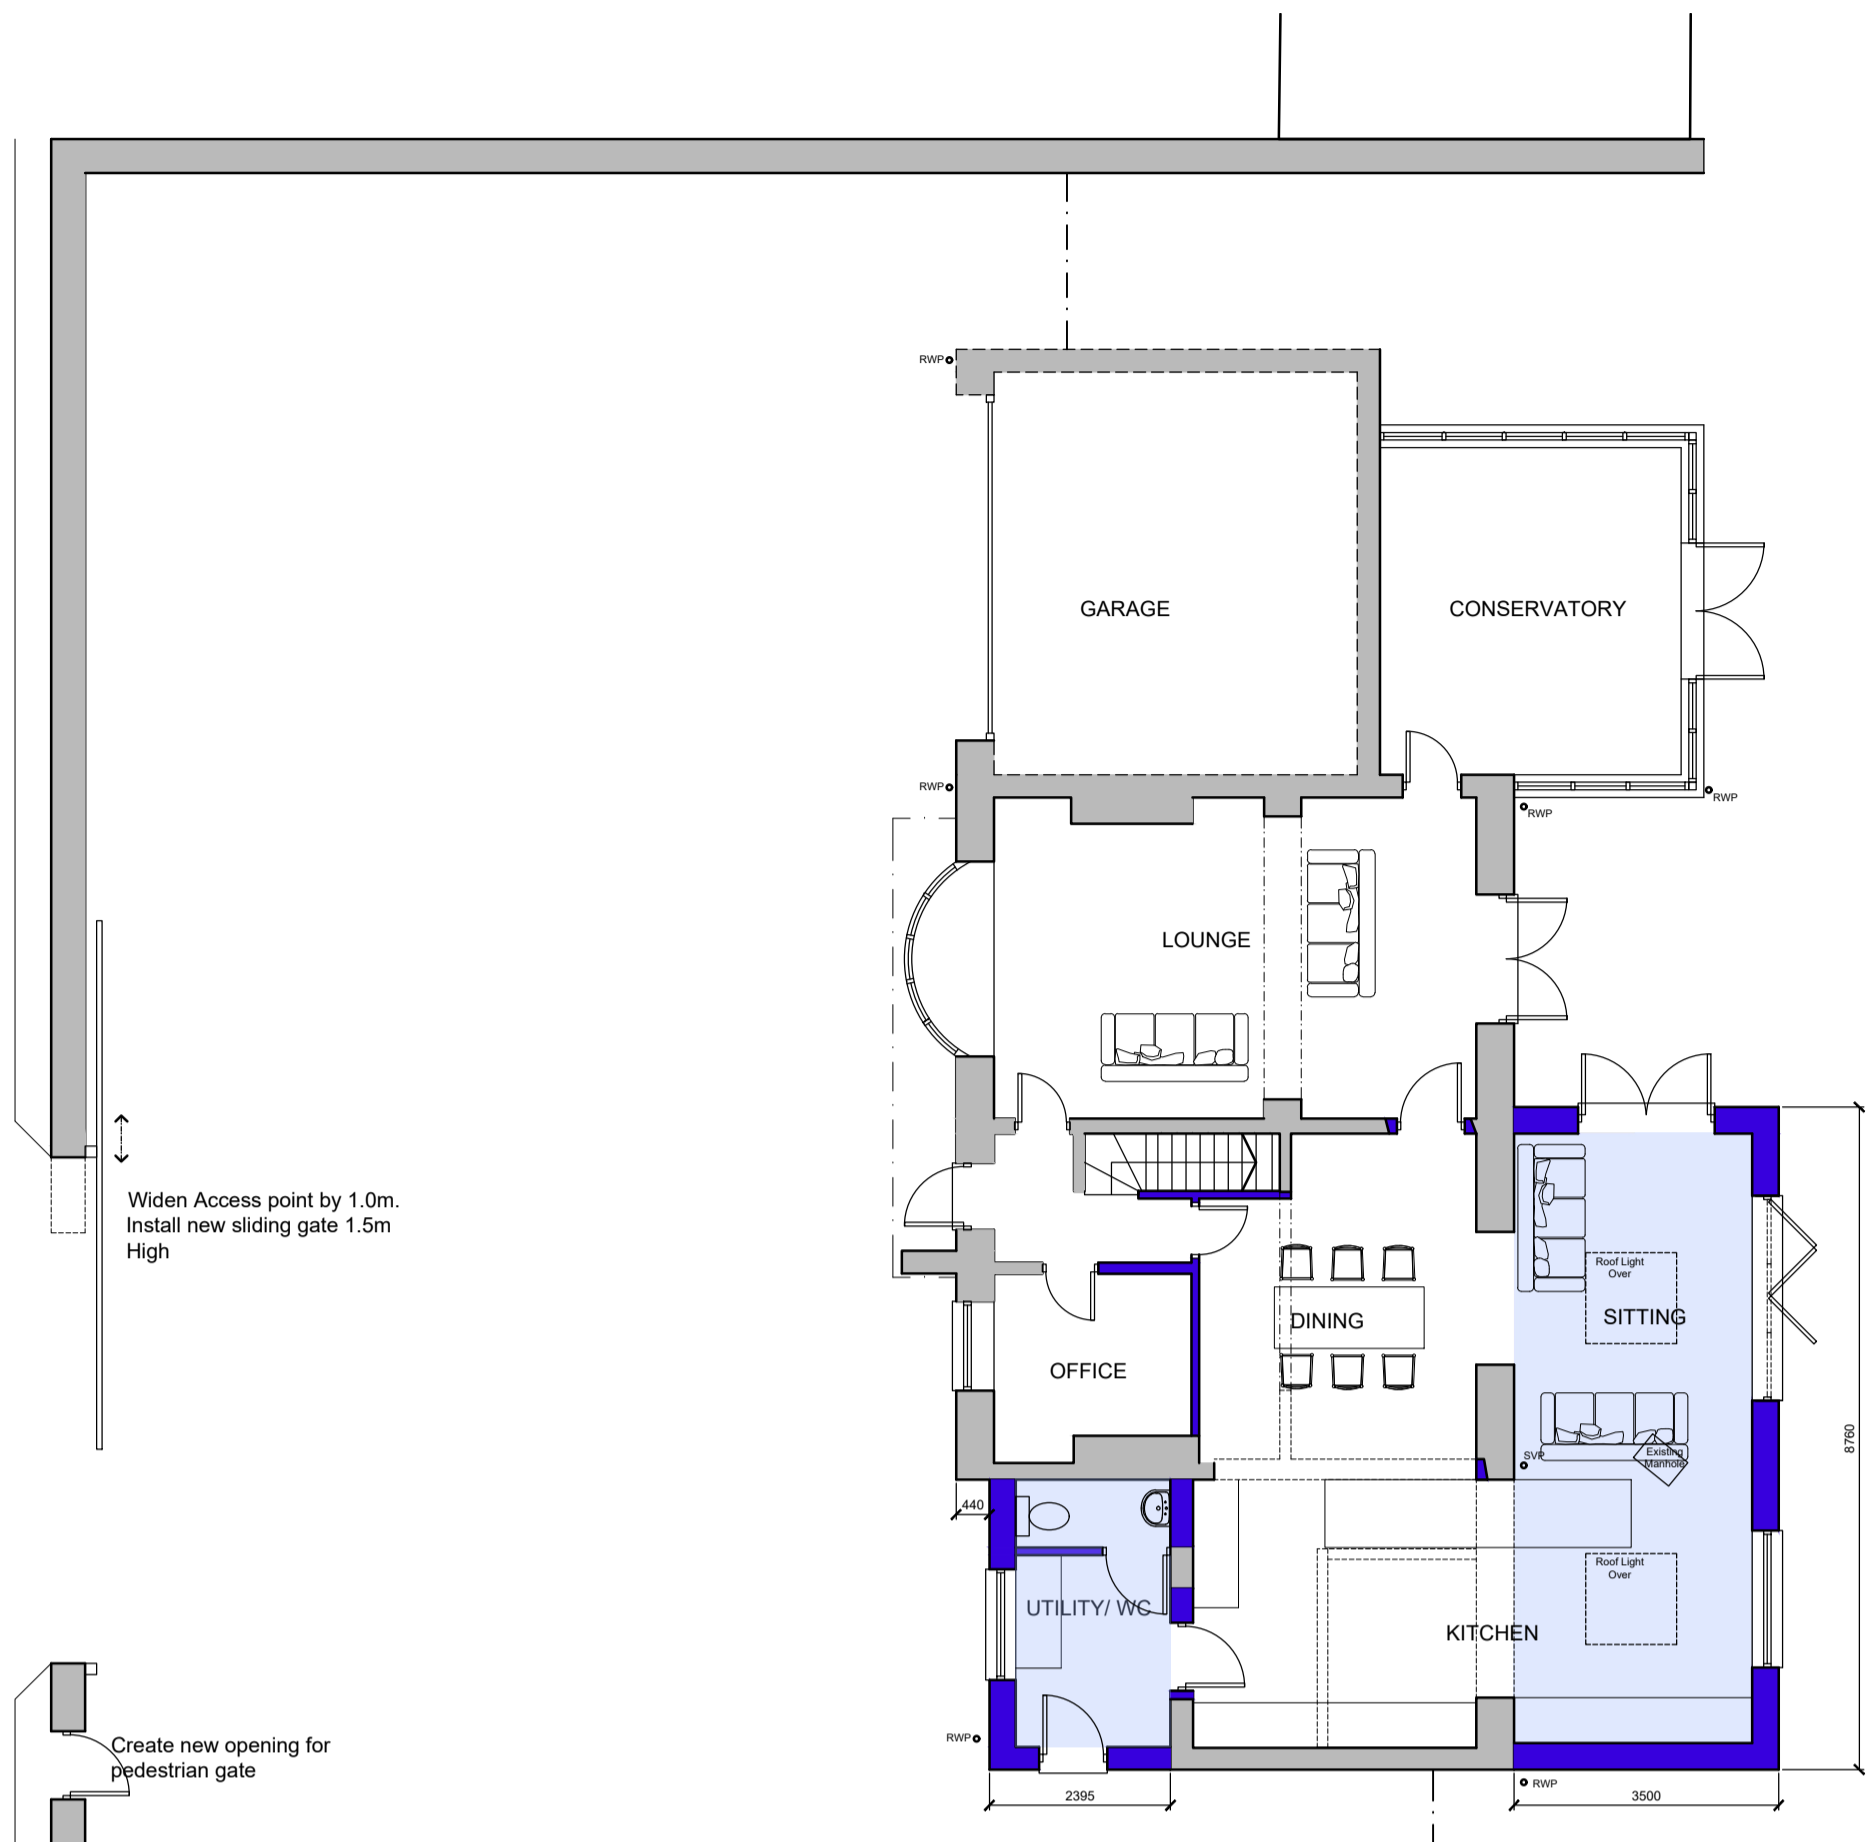 RWP
GARAGE
CONSERVATORY
RWP
RWP
RWP
LOUNGE
Widen Access point by 1.0m.
Install new sliding gate 1.5m
High
Roof Light
Over
SITTING
DINING
OFFICE
8760
SVP
Existing
Manhole
440
Roof Light
Over
UTILITY/ WC
KITCHEN
RWP
Create new opening for
pedestrian gate
RWP
2395
3500